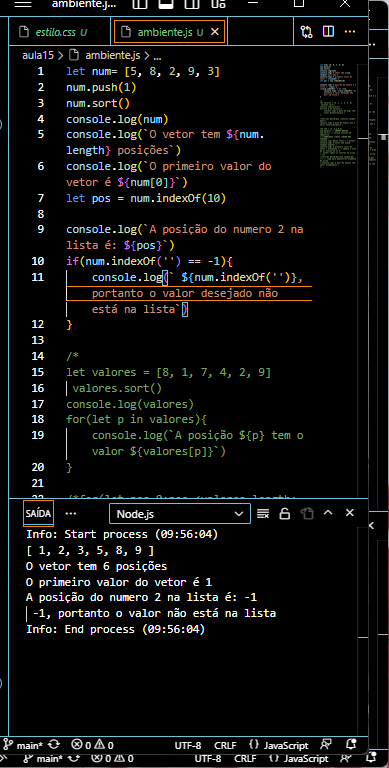 ambiente.j...
estilo.css U
ambiente.js U
aula15 > ambiente.js > ...
1 let num= [5, 8, 2, 9, 3]
2 num.push(1)
3 num.sort()
4 console.log(num)
5 console.log(`O vetor tem ${num.
length} posições`)
6 console.log(`O primeiro valor do
vetor é ${num[0]}`)
7 let pos = num.indexOf(10)
8
9 console.log(`A posição do numero 2 na
lista é: ${pos}`)
10 if(num.indexOf('') == -1){
11 console.log(` ${num.indexOf('')},
portanto o valor desejado não
está na lista`)
12 }
13
14 /*
15 let valores = [8, 1, 7, 4, 2, 9]
16 valores.sort()
17 console.log(valores)
18 for(let p in valores){
19 console.log(`A posição ${p} tem o
valor ${valores[p]}`)
20 }
21
SAÍDA ... Node.js
Info: Start process (09:56:04)
[ 1, 2, 3, 5, 8, 9 ]
O vetor tem 6 posições
O primeiro valor do vetor é 1
A posição do numero 2 na lista é: -1
-1, portanto o valor não está na lista
Info: End process (09:56:04)
main* 0 0 UTF-8 CRLF {} JavaScript
main* 0 0 UTF-8 CRLF {} JavaScript